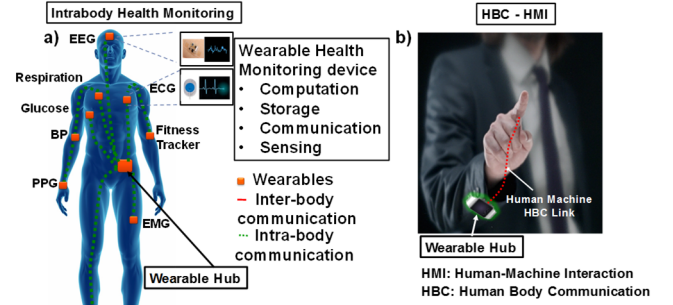 Intrabody Health Monitoring
a)
EEG
Respiration
ECG
Glucose
BP
Fitness
Tracker
PPG
EMG
Wearable Hub
Wearable Health
Monitoring device
• Computation
• Storage
• Communication
• Sensing
Wearables
Inter-body
communication
Intra-body
communication
HBC - HMI
b)
Human Machine
HBC Link
Wearable Hub
HMI: Human-Machine Interaction
HBC: Human Body Communication